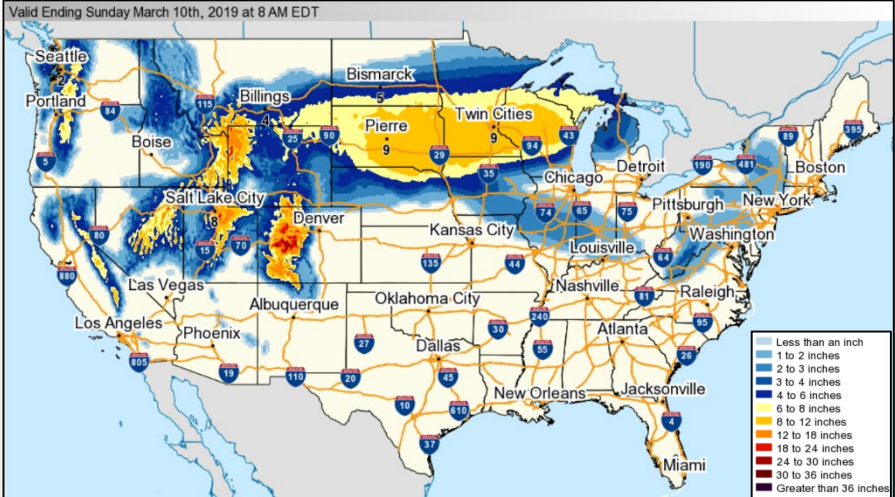 Valid Ending Sunday March 10th, 2019 at 8 AM EDT
Seattle
2
Portland
84
115
Billings
4
Bismarck
5
Twin Cities
9
Pierre
9
25
90
29
94
43
89
395
5
Boise
35
Chicago
Detroit
190
481
Boston
Salt Lake City
8
80
15
70
Denver
74
65
75
Pittsburgh
New York
Kansas City
Louisville
Washington
880
135
44
64
Las Vegas
Albuquerque
Oklahoma City
Nashville
81
Raleigh
Los Angeles
Phoenix
27
30
240
Atlanta
95
Dallas
55
26
805
19
110
20
45
New Orleans
Jacksonville
10
610
4
37
Miami
Less than an inch
1 to 2 inches
2 to 3 inches
3 to 4 inches
4 to 6 inches
6 to 8 inches
8 to 12 inches
12 to 18 inches
18 to 24 inches
24 to 30 inches
30 to 36 inches
Greater than 36 inches